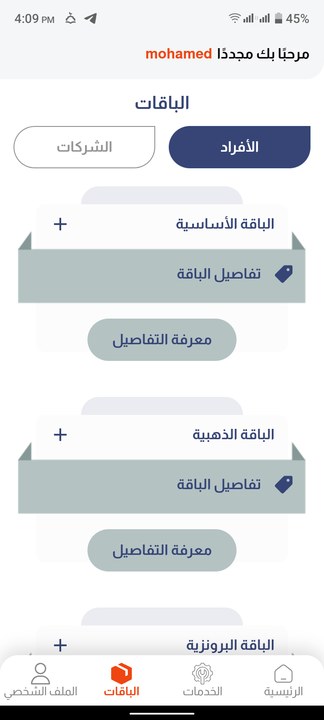 4:09 PM 45%
مرحبًا بك مجددًا mohamed
الباقات
الأفراد
الشركات
الباقة الأساسية +
تفاصيل الباقة
معرفة التفاصيل
الباقة الذهبية +
تفاصيل الباقة
معرفة التفاصيل
الباقة البرونزية +
الرئيسية
الخدمات
الباقات
الملف الشخصي